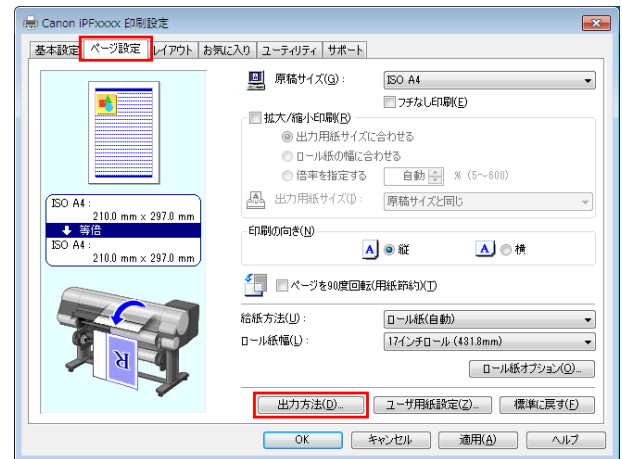 Canon iPFxxxx 印刷設定
基本設定 ページ設定 レイアウト お気に入り ユーティリティ サポート
原稿サイズ(G): ISO A4
フチなし印刷(E)
拡大/縮小印刷(R)
出力用紙サイズに合わせる
ロール紙の幅に合わせる
倍率を指定する 自動 % (5～600)
出力用紙サイズ(I): 原稿サイズと同じ
ISO A4 :
210.0 mm x 297.0 mm
等倍
ISO A4 :
210.0 mm x 297.0 mm
印刷の向き(N)
A 縦 A 横
ページを90度回転(用紙節約)(T)
給紙方法(U): ロール紙(自動)
ロール紙幅(L): 17インチロール (431.8mm)
R
ロール紙オプション(O)...
出力方法(D)... ユーザ用紙設定(Z)... 標準に戻す(F)
OK キャンセル 適用(A) ヘルプ